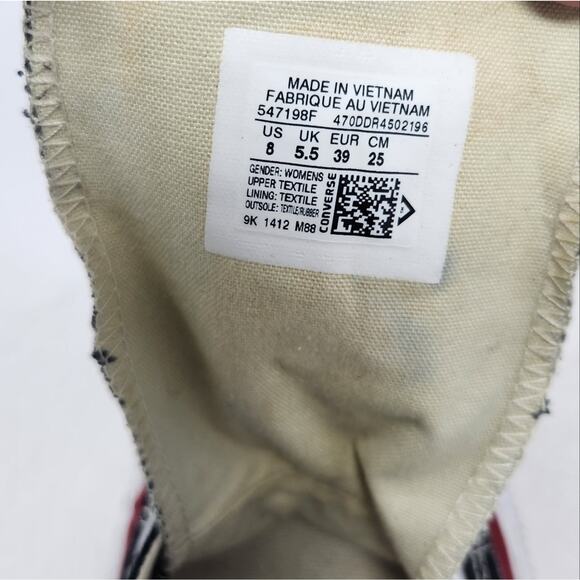 MADE IN VIETNAM
FABRIQUE AU VIETNAM
547198F 470DDR4502196
US UK EUR CM
8 5.5 39 25
GENDER: WOMENS
UPPER TEXTILE
LINING: TEXTILE
OUTSOLE: TEXTILE/RUBBER
9K 1412 M88
CONVERSE